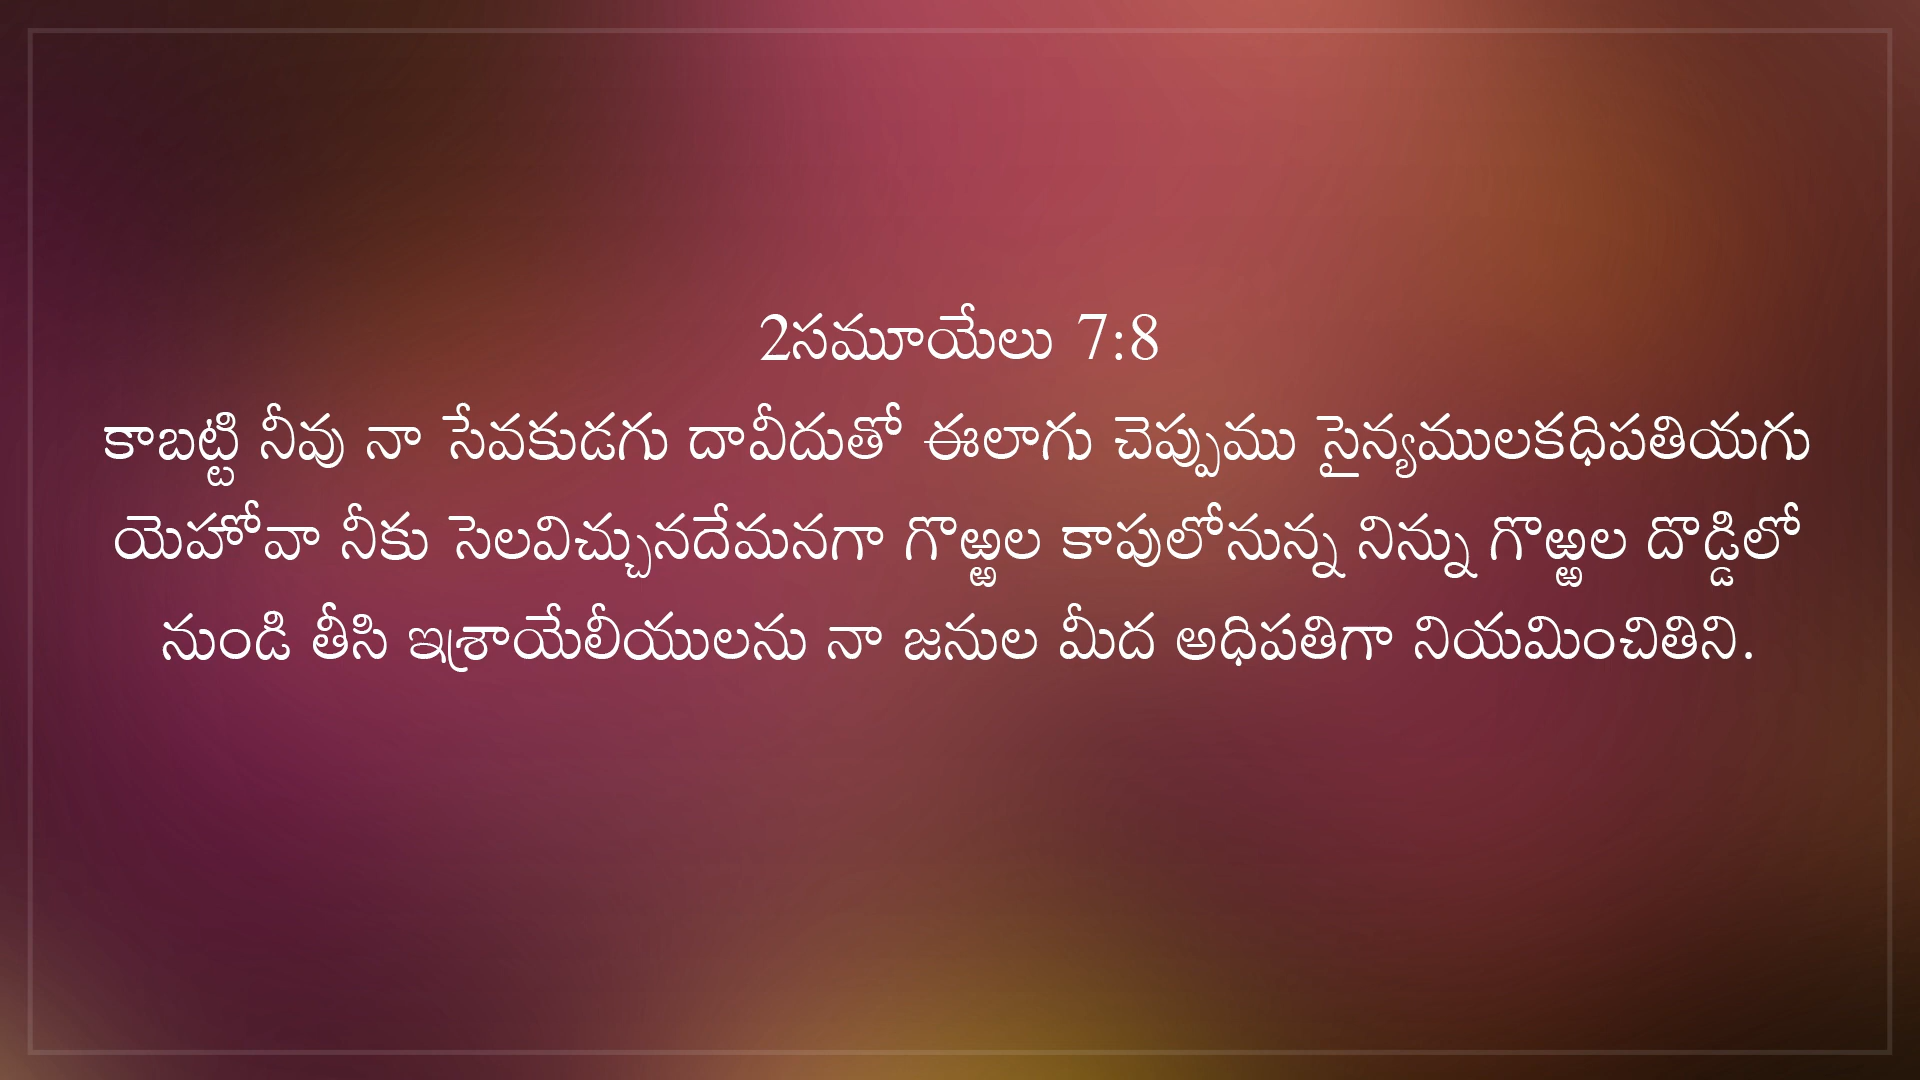 2సమూయేలు 7:8
కాబట్టి నీవు నా సేవకుడగు దావీదుతో ఈలాగు చెప్పుము సైన్యములకధిపతియగు
యెహోవా నీకు సెలవిచ్చునదేమనగా గొఱ్ఱల కాపులోనున్న నిన్ను గొఱ్ఱల దొడ్డిలో
నుండి తీసి ఇశ్రాయేలీయులను నా జనుల మీద అధిపతిగా నియమించితిని.